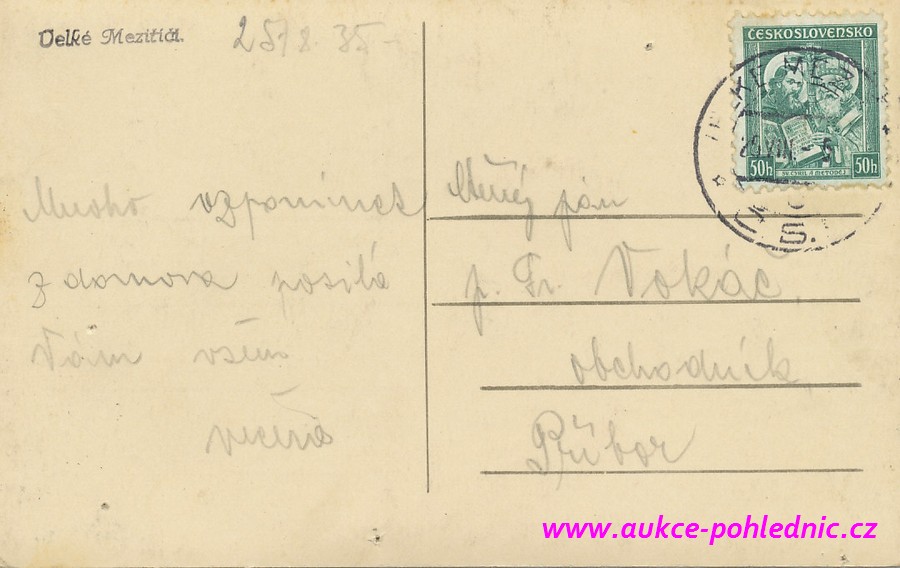 Velké Meziříčí.
25/8. 35
ČESKOSLOVENSKO
50h 50h
Mnoho vzpomínek
z domova posílá
Vám všem
pán
p. Fr. Vokáč
obchodník
Příbor
www.aukce-pohlednic.cz